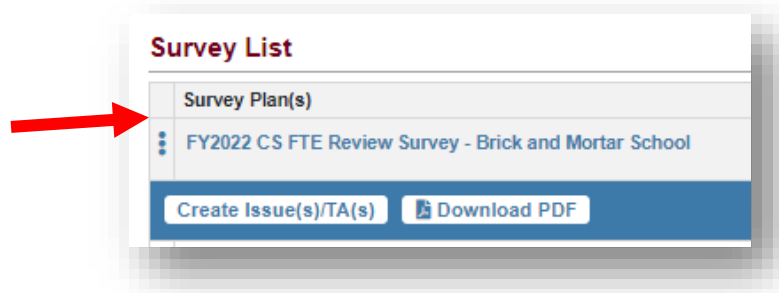 Survey List
Survey Plan(s)
FY2022 CS FTE Review Survey - Brick and Mortar School
Create Issue(s)/TA(s) Download PDF